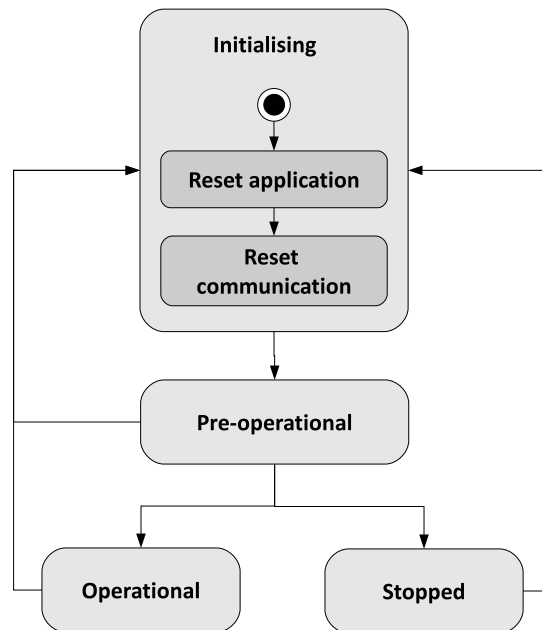 Initialising
Reset application
Reset
communication
Pre-operational
Operational
Stopped